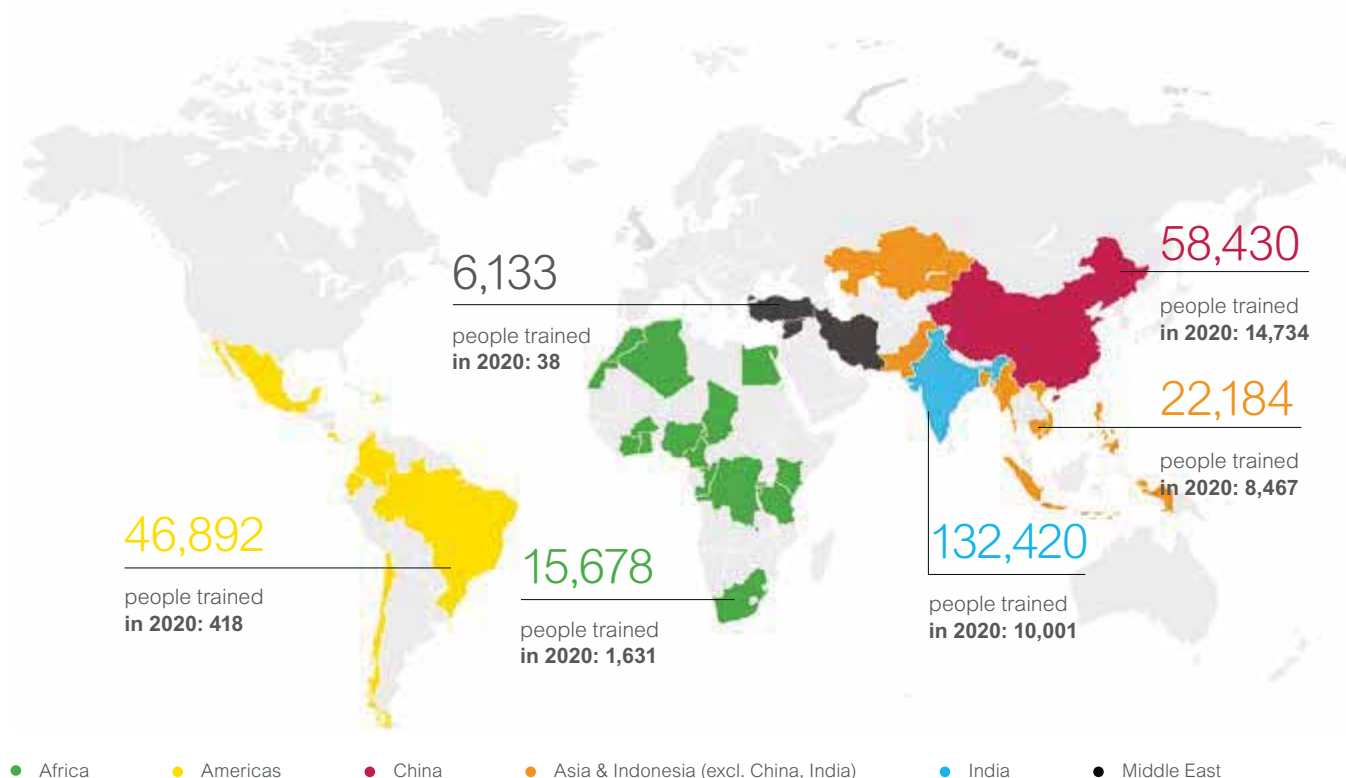 6,133
people trained
in 2020: 38
58,430
people trained
in 2020: 14,734
22,184
people trained
in 2020: 8,467
46,892
people trained
in 2020: 418
15,678
people trained
in 2020: 1,631
132,420
people trained
in 2020: 10,001
Africa
Americas
China
Asia & Indonesia (excl. China, India)
India
Middle East